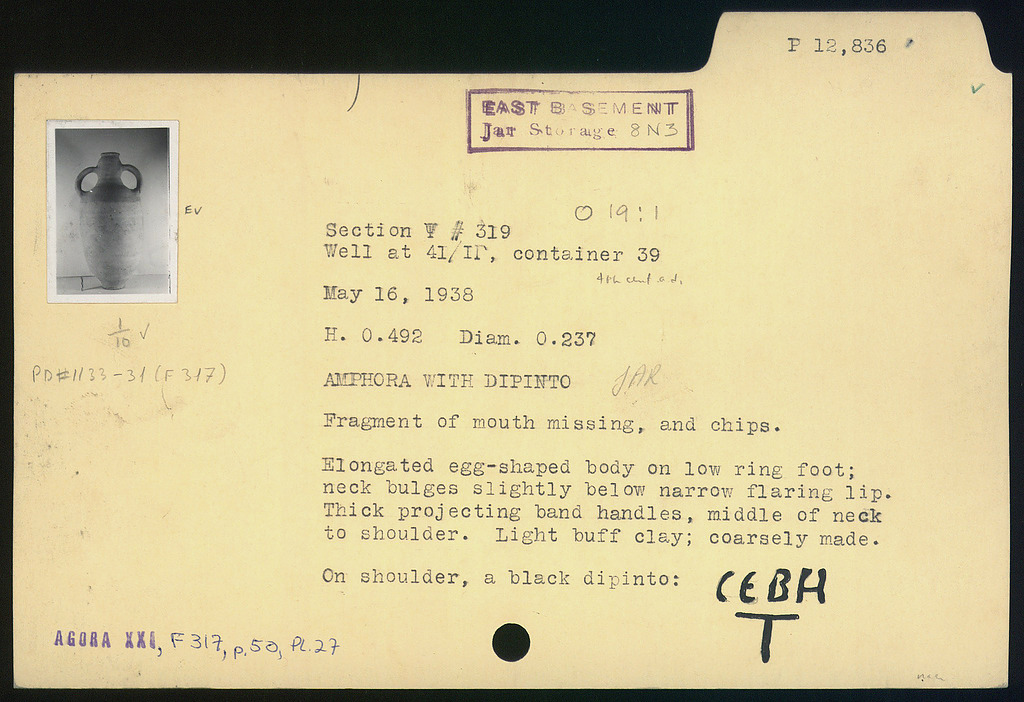 P 12,836
EAST BASEMENT
Jar Storage 8N3
EV
O 19:1
Section Ψ # 319
Well at 41/ΙΓ, container 39
4th cent a.d.
May 16, 1938
1/10 √
H. 0.492 Diam. 0.237
PD#1133-31 (F 317)
AMPHORA WITH DIPINTO JAR
Fragment of mouth missing, and chips.
Elongated egg-shaped body on low ring foot;
neck bulges slightly below narrow flaring lip.
Thick projecting band handles, middle of neck
to shoulder. Light buff clay; coarsely made.
On shoulder, a black dipinto: CEBH
T
AGORA XXI, F 317, p.50, Pl.27